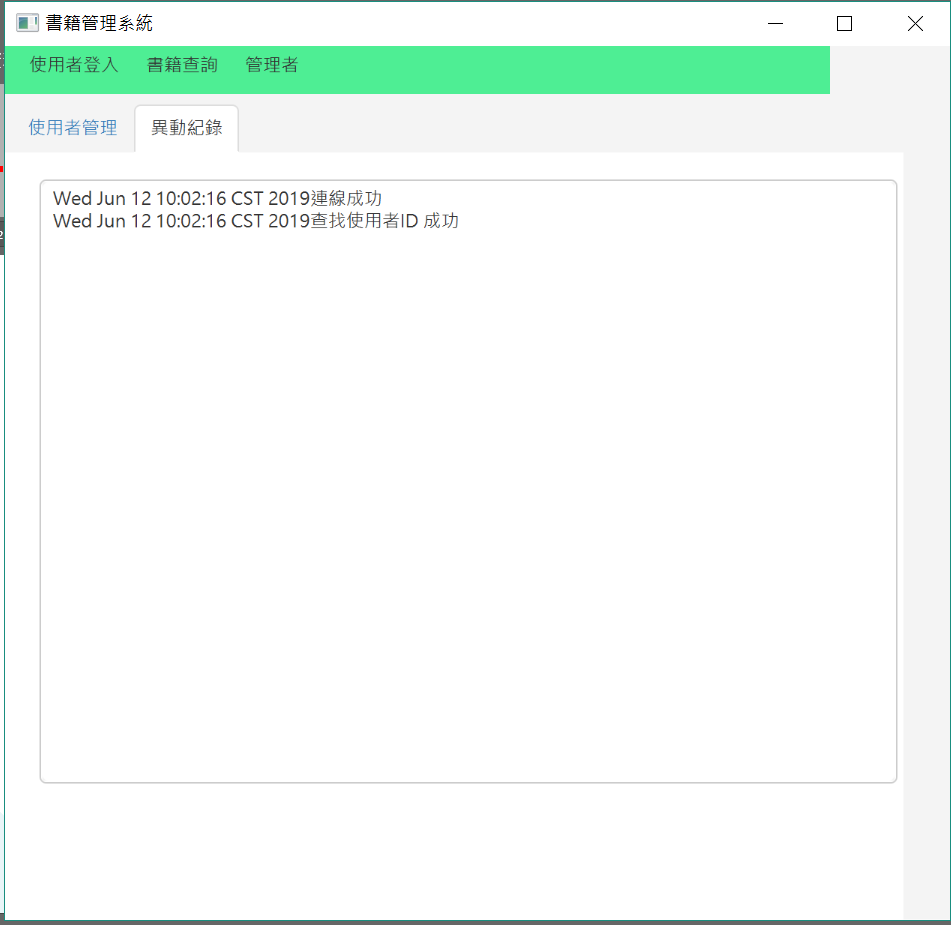 書籍管理系統
使用者登入 書籍查詢 管理者
使用者管理 異動紀錄
Wed Jun 12 10:02:16 CST 2019連線成功
Wed Jun 12 10:02:16 CST 2019查找使用者ID 成功